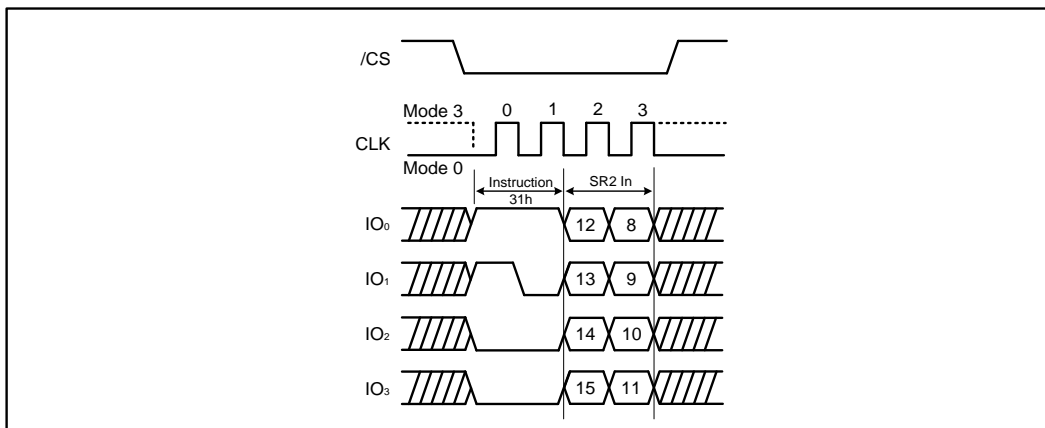 /CS
Mode 3 0 1 2 3
CLK
Mode 0
Instruction SR2 In
31h
IO₀ 12 8
IO₁ 13 9
IO₂ 14 10
IO₃ 15 11